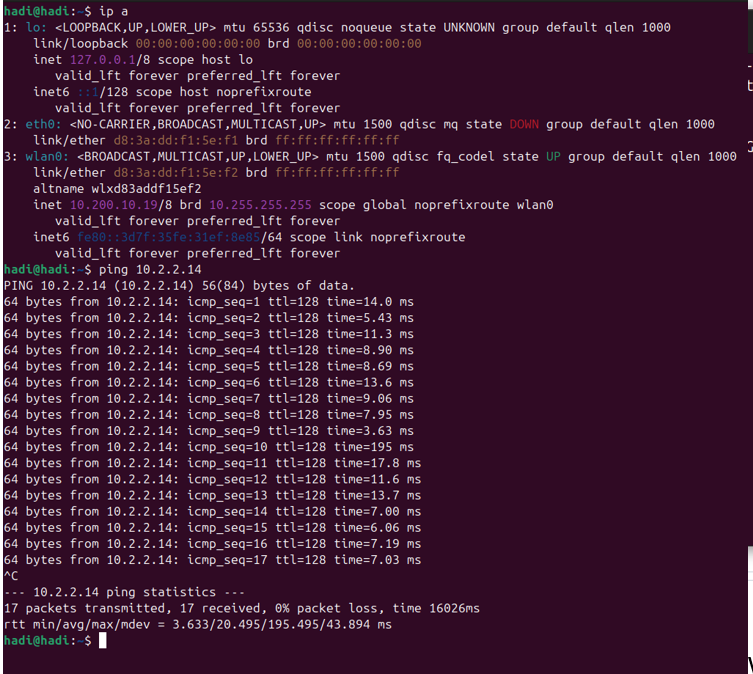 hadi@hadi:~$ ip a
1: lo: <LOOPBACK,UP,LOWER_UP> mtu 65536 qdisc noqueue state UNKNOWN group default qlen 1000
    link/loopback 00:00:00:00:00:00 brd 00:00:00:00:00:00
    inet 127.0.0.1/8 scope host lo
       valid_lft forever preferred_lft forever
    inet6 ::1/128 scope host noprefixroute
       valid_lft forever preferred_lft forever
2: eth0: <NO-CARRIER,BROADCAST,MULTICAST,UP> mtu 1500 qdisc mq state DOWN group default qlen 1000
    link/ether d8:3a:dd:f1:5e:f1 brd ff:ff:ff:ff:ff:ff
3: wlan0: <BROADCAST,MULTICAST,UP,LOWER_UP> mtu 1500 qdisc fq_codel state UP group default qlen 1000
    link/ether d8:3a:dd:f1:5e:f2 brd ff:ff:ff:ff:ff:ff
    altname wlxd83addf15ef2
    inet 10.200.10.19/8 brd 10.255.255.255 scope global noprefixroute wlan0
       valid_lft forever preferred_lft forever
    inet6 fe80::3d7f:35fe:31ef:8e85/64 scope link noprefixroute
       valid_lft forever preferred_lft forever
hadi@hadi:~$ ping 10.2.2.14
PING 10.2.2.14 (10.2.2.14) 56(84) bytes of data.
64 bytes from 10.2.2.14: icmp_seq=1 ttl=128 time=14.0 ms
64 bytes from 10.2.2.14: icmp_seq=2 ttl=128 time=5.43 ms
64 bytes from 10.2.2.14: icmp_seq=3 ttl=128 time=11.3 ms
64 bytes from 10.2.2.14: icmp_seq=4 ttl=128 time=8.90 ms
64 bytes from 10.2.2.14: icmp_seq=5 ttl=128 time=8.69 ms
64 bytes from 10.2.2.14: icmp_seq=6 ttl=128 time=13.6 ms
64 bytes from 10.2.2.14: icmp_seq=7 ttl=128 time=9.06 ms
64 bytes from 10.2.2.14: icmp_seq=8 ttl=128 time=7.95 ms
64 bytes from 10.2.2.14: icmp_seq=9 ttl=128 time=3.63 ms
64 bytes from 10.2.2.14: icmp_seq=10 ttl=128 time=195 ms
64 bytes from 10.2.2.14: icmp_seq=11 ttl=128 time=17.8 ms
64 bytes from 10.2.2.14: icmp_seq=12 ttl=128 time=11.6 ms
64 bytes from 10.2.2.14: icmp_seq=13 ttl=128 time=13.7 ms
64 bytes from 10.2.2.14: icmp_seq=14 ttl=128 time=7.00 ms
64 bytes from 10.2.2.14: icmp_seq=15 ttl=128 time=6.06 ms
64 bytes from 10.2.2.14: icmp_seq=16 ttl=128 time=7.19 ms
64 bytes from 10.2.2.14: icmp_seq=17 ttl=128 time=7.03 ms
^C
--- 10.2.2.14 ping statistics ---
17 packets transmitted, 17 received, 0% packet loss, time 16026ms
rtt min/avg/max/mdev = 3.633/20.495/195.495/43.894 ms
hadi@hadi:~$